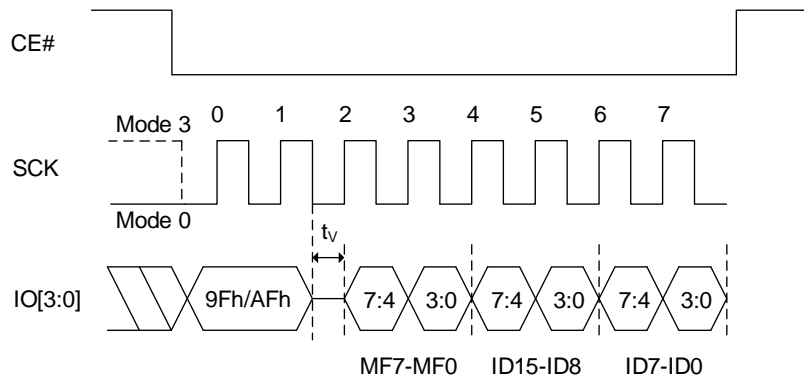 CE#
0 1 2 3 4 5 6 7
Mode 3
SCK
Mode 0
tV
IO[3:0] 9Fh/AFh 7:4 3:0 7:4 3:0 7:4 3:0
MF7-MF0 ID15-ID8 ID7-ID0